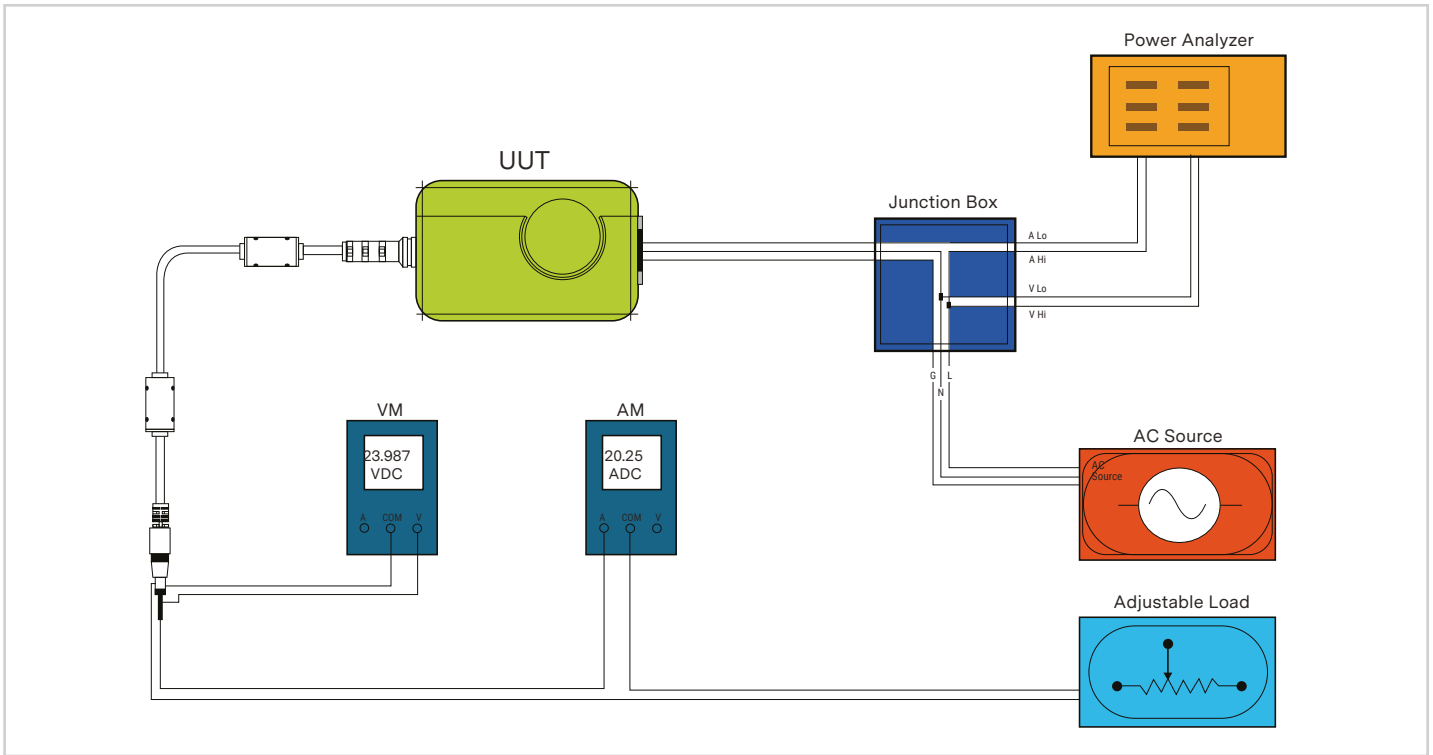 Power Analyzer
UUT
Junction Box
A Lo
A Hi
V Lo
V Hi
G
L
N
VM
AM
23.987
VDC
20.25
ADC
A COM V
A COM V
AC Source
AC
Source
Adjustable Load